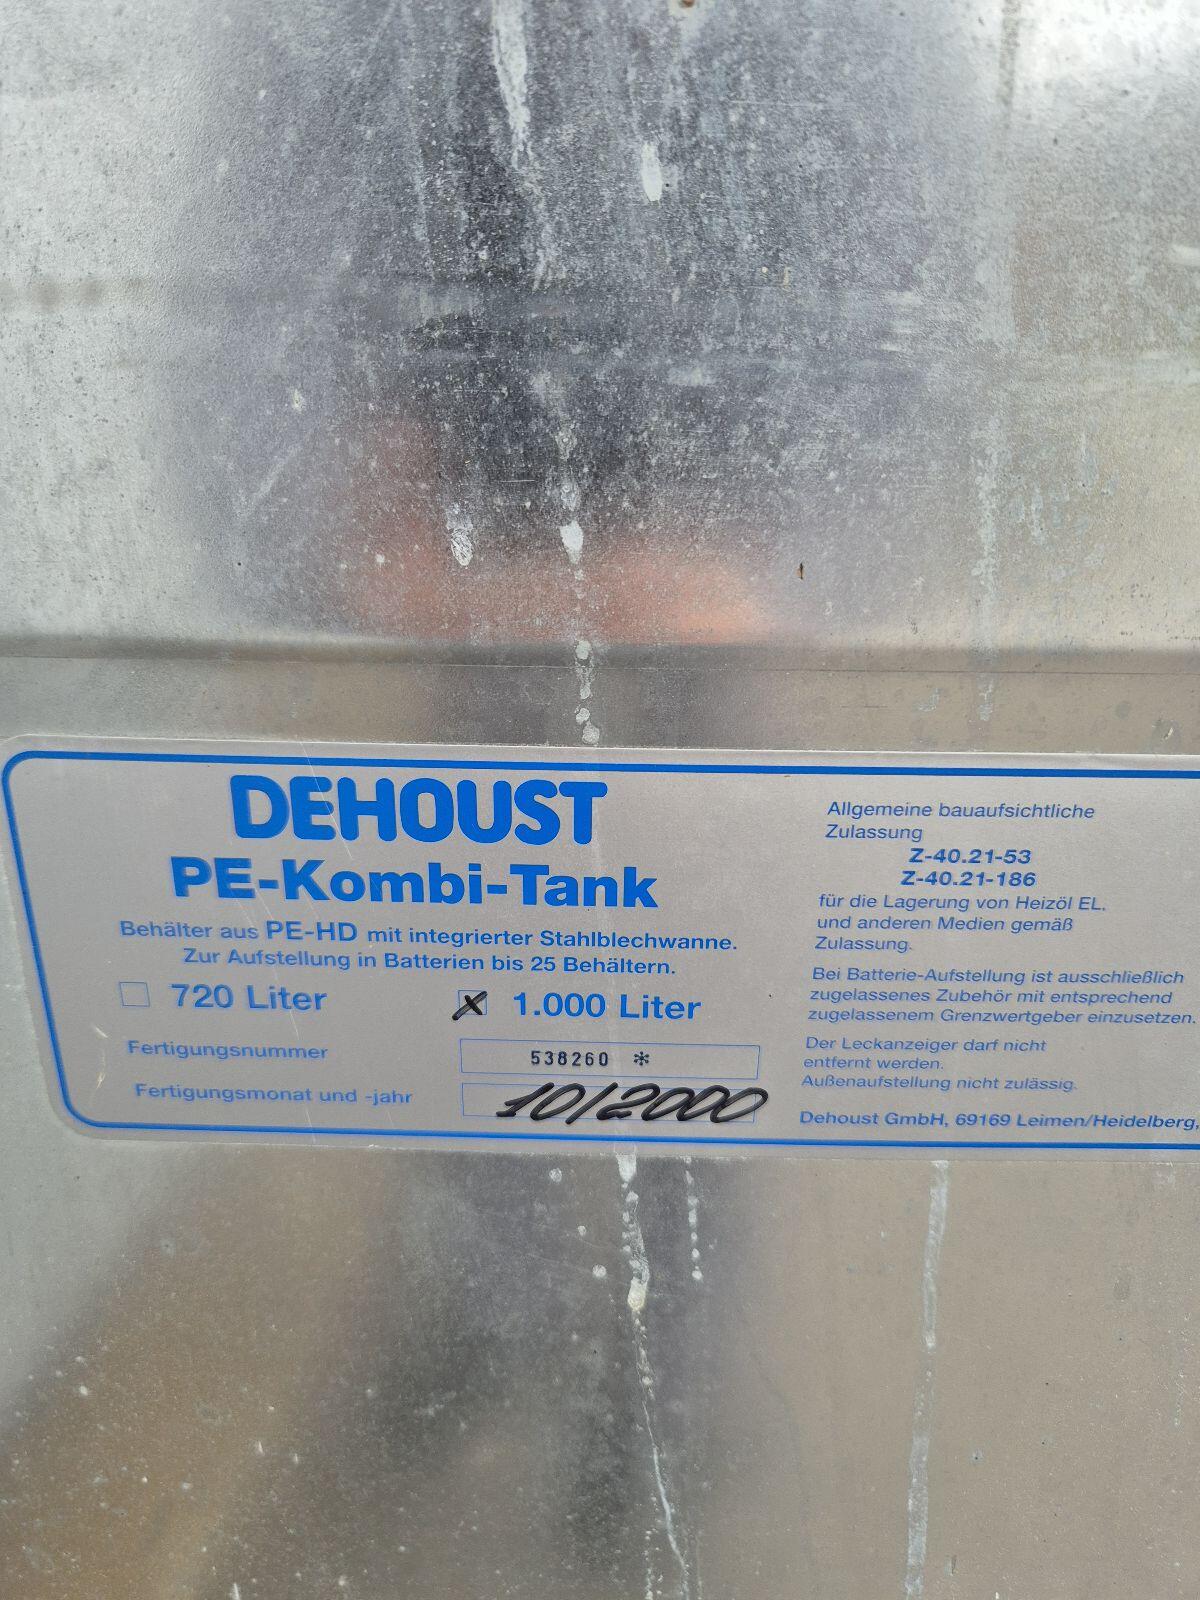 DEHOUST
PE-Kombi-Tank
Behälter aus PE-HD mit integrierter Stahlblechwanne.
Zur Aufstellung in Batterien bis 25 Behältern.
720 Liter
1.000 Liter
Fertigungsnummer
538260 *
Fertigungsmonat und -jahr
10/2000
Allgemeine bauaufsichtliche
Zulassung
Z-40.21-53
Z-40.21-186
für die Lagerung von Heizöl EL.
und anderen Medien gemäß
Zulassung.
Bei Batterie-Aufstellung ist ausschließlich
zugelassenes Zubehör mit entsprechend
zugelassenem Grenzwertgeber einzusetzen.
Der Leckanzeiger darf nicht
entfernt werden.
Außenaufstellung nicht zulässig.
Dehoust GmbH, 69169 Leimen/Heidelberg,